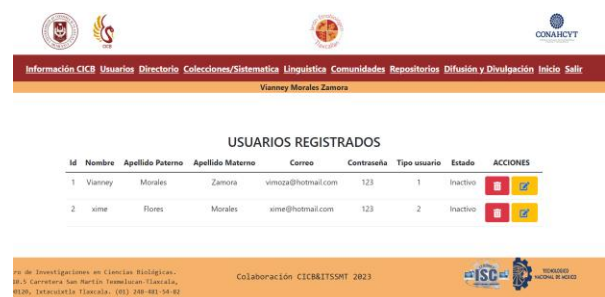 CICB
CONAHCYT
Información CICB Usuarios Directorio Colecciones/Sistematica Linguistica Comunidades Repositorios Difusión y Divulgación Inicio Salir
Vianney Morales Zamora
USUARIOS REGISTRADOS
Id Nombre Apellido Paterno Apellido Materno Correo Contraseña Tipo usuario Estado ACCIONES
1 Vianney Morales Zamora vimoza@hotmail.com 123 1 Inactivo
2 xime Flores Morales xime@hotmail.com 123 2 Inactivo
ro de Investigaciones en Ciencias Biológicas.
10.5 Carretera San Martín Texmelucan-Tlaxcala,
0120, Ixtacuixtla Tlaxcala. (01) 248-481-54-82
Colaboración CICB&ITSSMT 2023
ISC
TECNOLÓGICO
NACIONAL DE MÉXICO